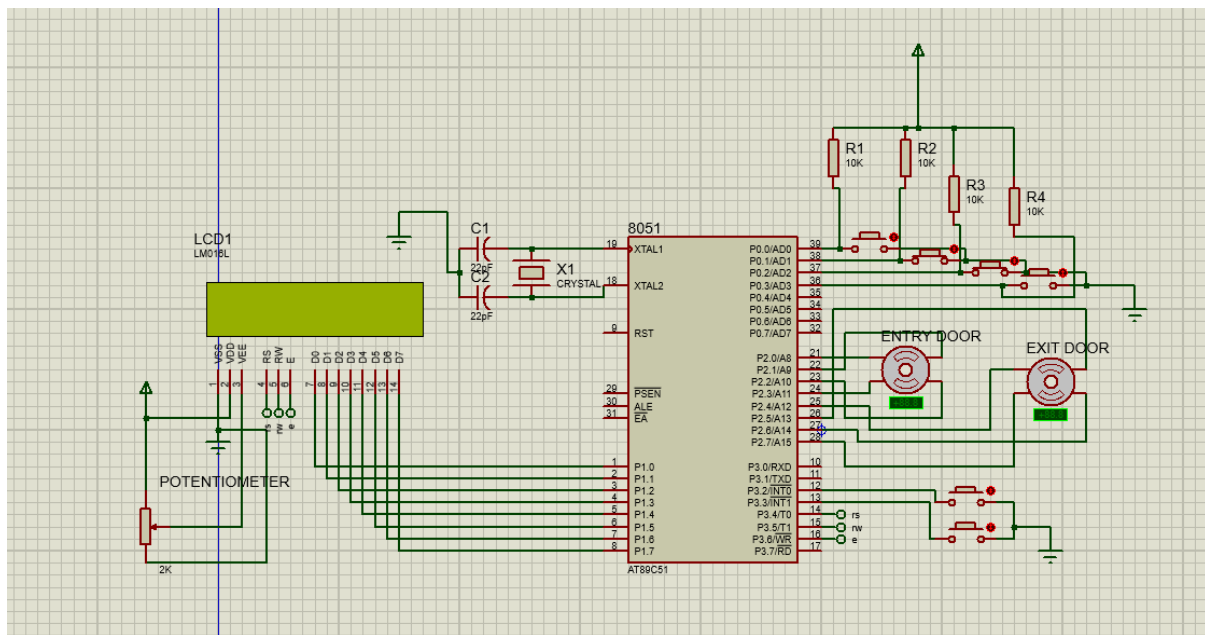 LCD1
LM016L
VSS
VDD
VEE
RS
RW
E
D0
D1
D2
D3
D4
D5
D6
D7
1
2
3
4
5
6
7
8
9
10
11
12
13
14
rs
rw
e
POTENTIOMETER
2K
C1
22pF
C2
22pF
X1
CRYSTAL
8051
19 XTAL1
18 XTAL2
9 RST
29 PSEN
30 ALE
31 EA
1 P1.0
2 P1.1
3 P1.2
4 P1.3
5 P1.4
6 P1.5
7 P1.6
8 P1.7
P0.0/AD0 39
P0.1/AD1 38
P0.2/AD2 37
P0.3/AD3 36
P0.4/AD4 35
P0.5/AD5 34
P0.6/AD6 33
P0.7/AD7 32
P2.0/A8 21
P2.1/A9 22
P2.2/A10 23
P2.3/A11 24
P2.4/A12 25
P2.5/A13 26
P2.6/A14 27
P2.7/A15 28
P3.0/RXD 10
P3.1/TXD 11
P3.2/INT0 12
P3.3/INT1 13
P3.4/T0 14 rs
P3.5/T1 15 rw
P3.6/WR 16 e
P3.7/RD 17
AT89C51
R1
10K
R2
10K
R3
10K
R4
10K
ENTRY DOOR
EXIT DOOR